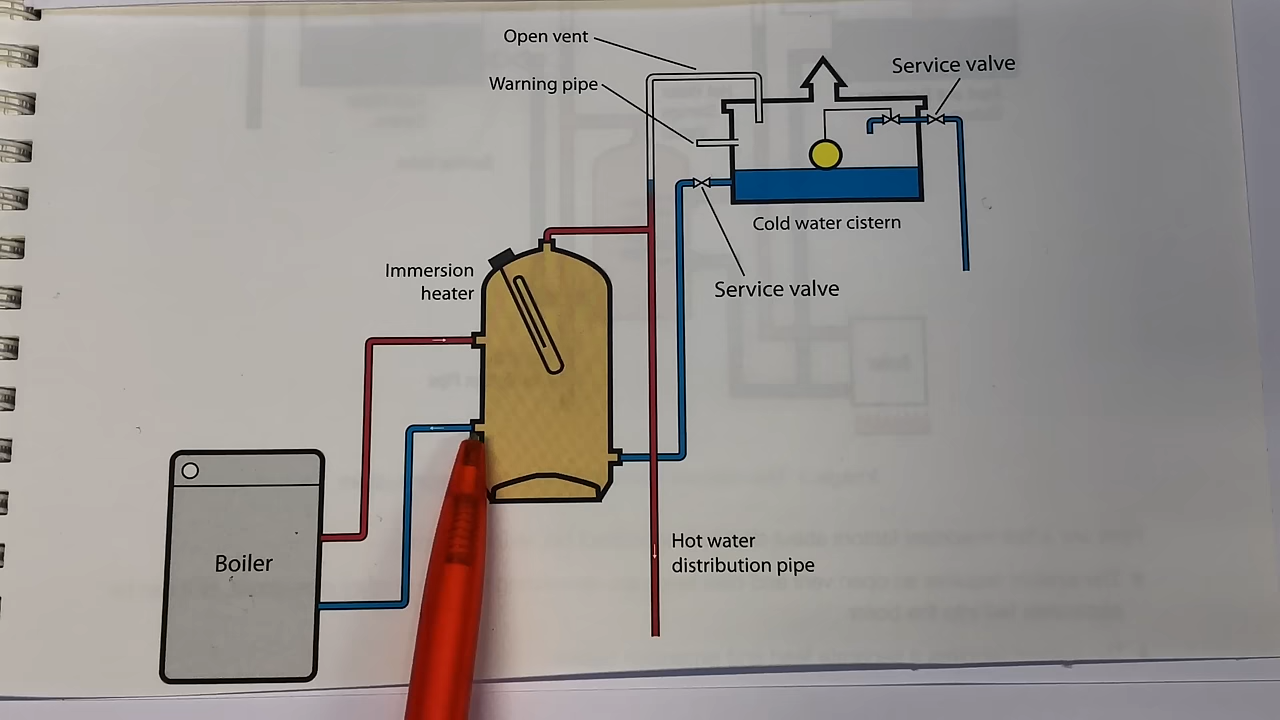 Open vent
Warning pipe
Service valve
Cold water cistern
Service valve
Immersion
heater
Boiler
Hot water
distribution pipe